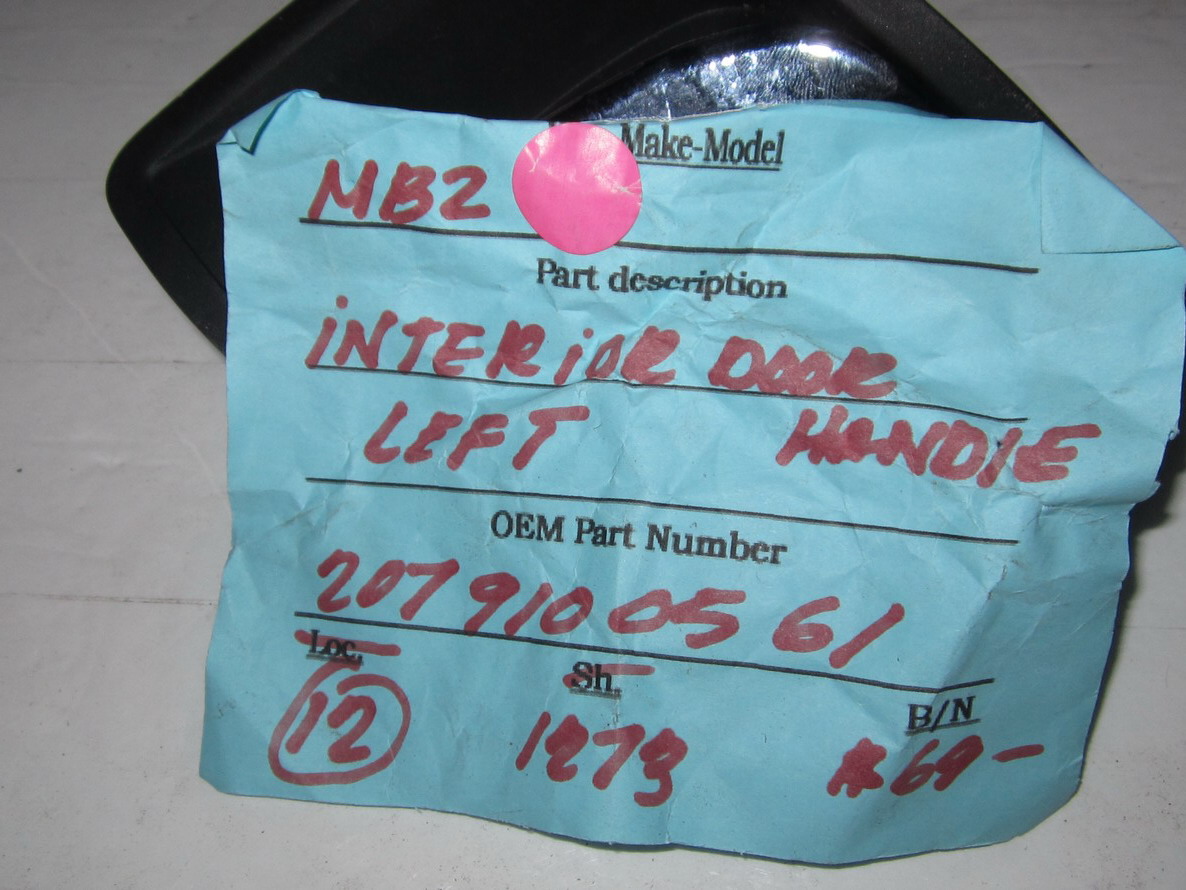 Make-Model
MBZ
Part description
iNTERiOR DOOR
LEFT HANDLE
OEM Part Number
207 910 05 61
Loc. Sh. B/N
12 1273 69-